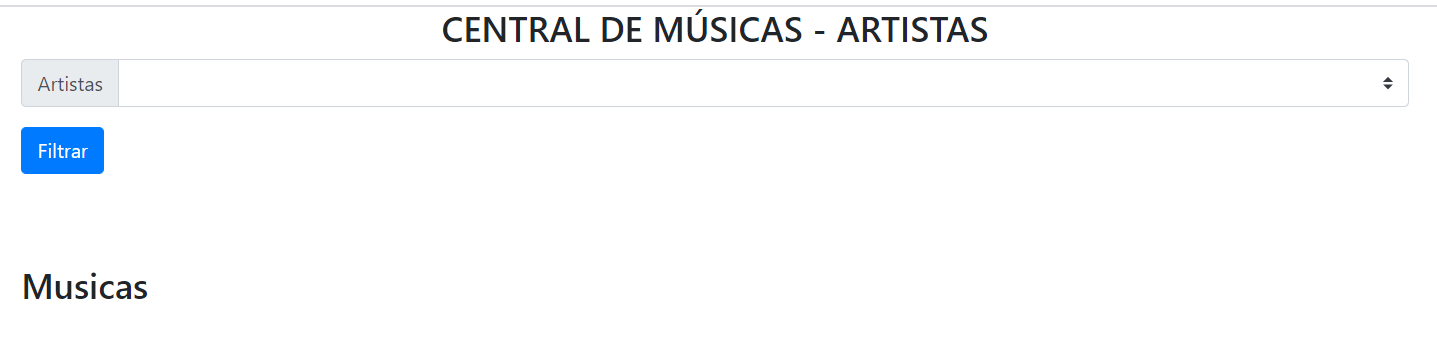 CENTRAL DE MÚSICAS - ARTISTAS
Artistas
Filtrar
Musicas